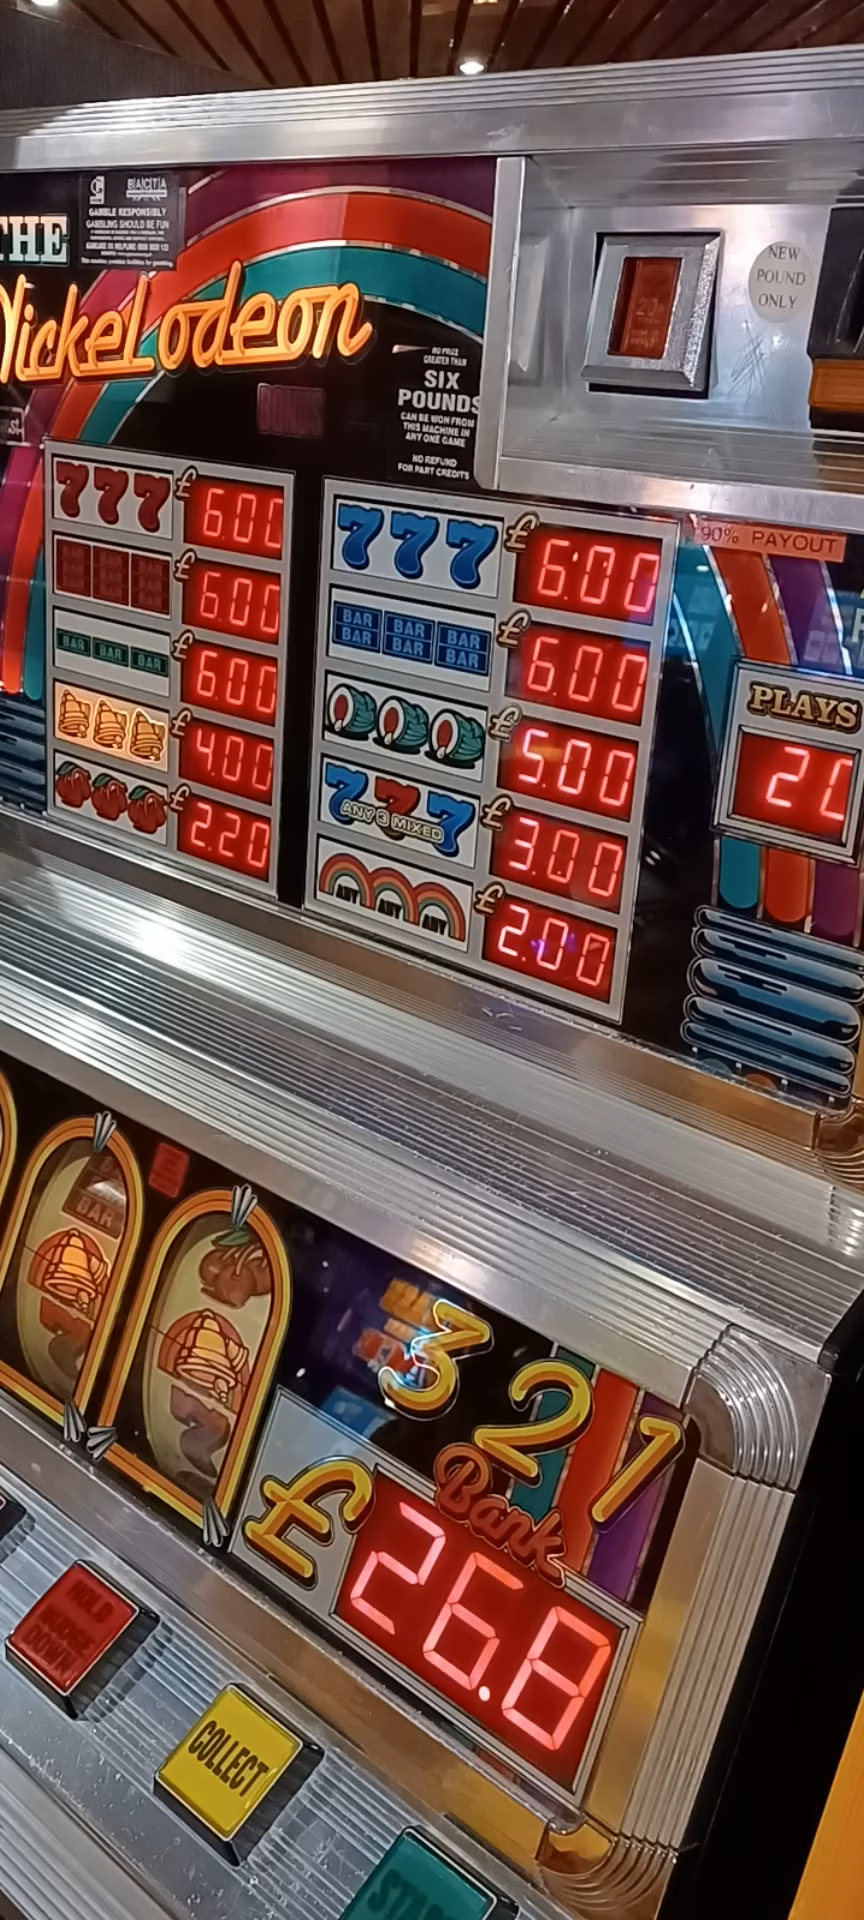 THE
BACTA
GAMBLE RESPONSIBLY
GAMBLING SHOULD BE FUN
NickeLodeon
NO PRIZE
GREATER THAN
SIX
POUNDS
CAN BE WON FROM
THIS MACHINE IN
ANY ONE GAME
NO REFUND
FOR PART CREDITS
NEW
POUND
ONLY
BONUS
90% PAYOUT
777 £ 6.00
BAR BAR BAR £ 6.00
BAR BAR BAR £ 6.00
£ 4.00
£ 2.20
777 £ 6.00
BAR BAR BAR
BAR BAR BAR
£ 6.00
£ 5.00
777 ANY 3 MIXED £ 3.00
ANY ANY ANY £ 2.00
PLAYS
20
BAR
3 2 1
Bank
£ 26.8
HOLD
NUDGE
DOWN
COLLECT